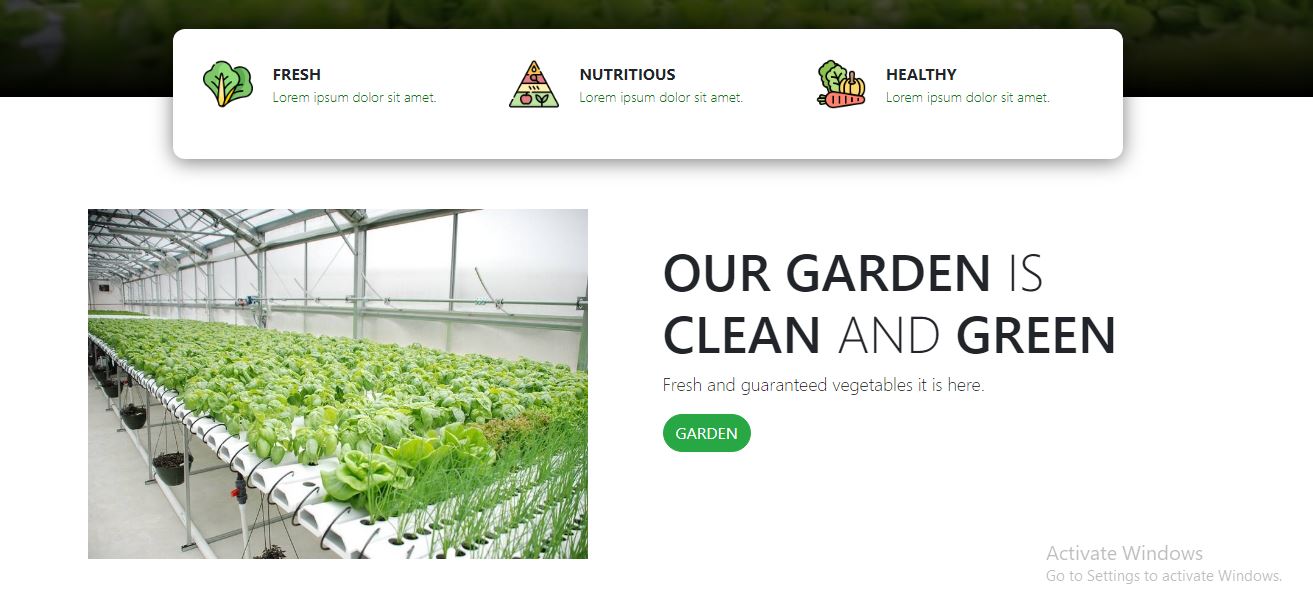 FRESH
Lorem ipsum dolor sit amet.
NUTRITIOUS
Lorem ipsum dolor sit amet.
HEALTHY
Lorem ipsum dolor sit amet.
OUR GARDEN IS
CLEAN AND GREEN
Fresh and guaranteed vegetables it is here.
GARDEN
Activate Windows
Go to Settings to activate Windows.